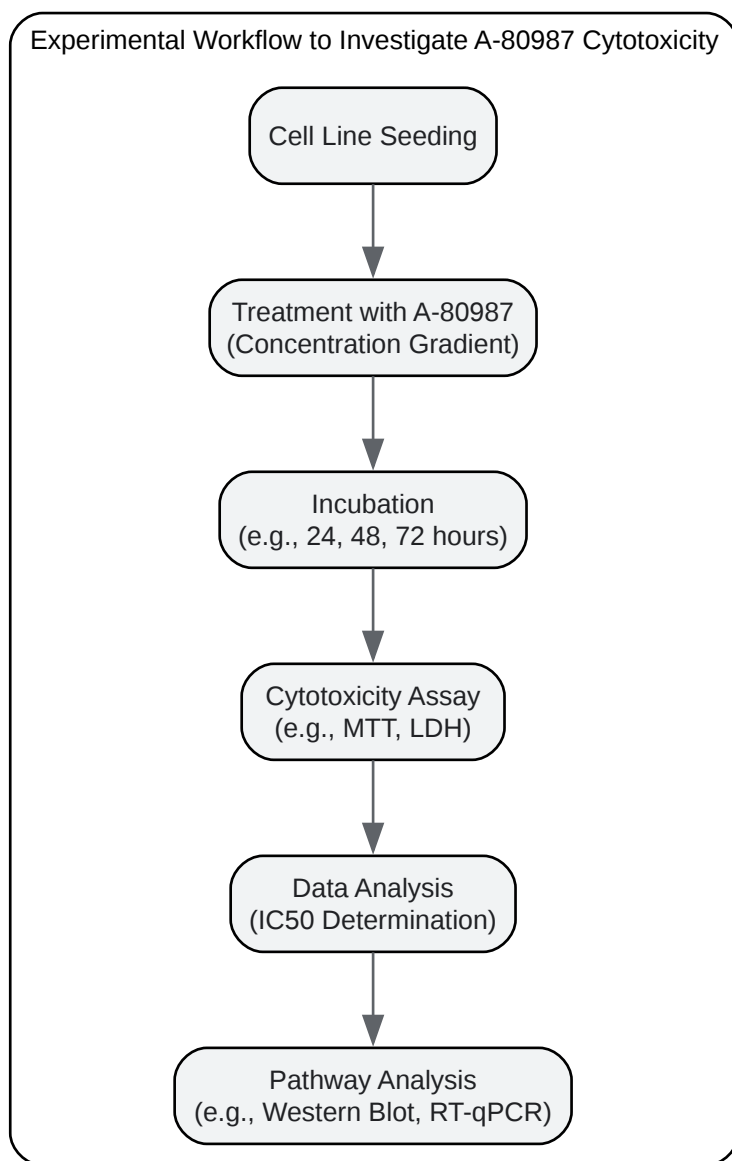 Experimental Workflow to Investigate A-80987 Cytotoxicity
Cell Line Seeding
Treatment with A-80987
(Concentration Gradient)
Incubation
(e.g., 24, 48, 72 hours)
Cytotoxicity Assay
(e.g., MTT, LDH)
Data Analysis
(IC50 Determination)
Pathway Analysis
(e.g., Western Blot, RT-qPCR)